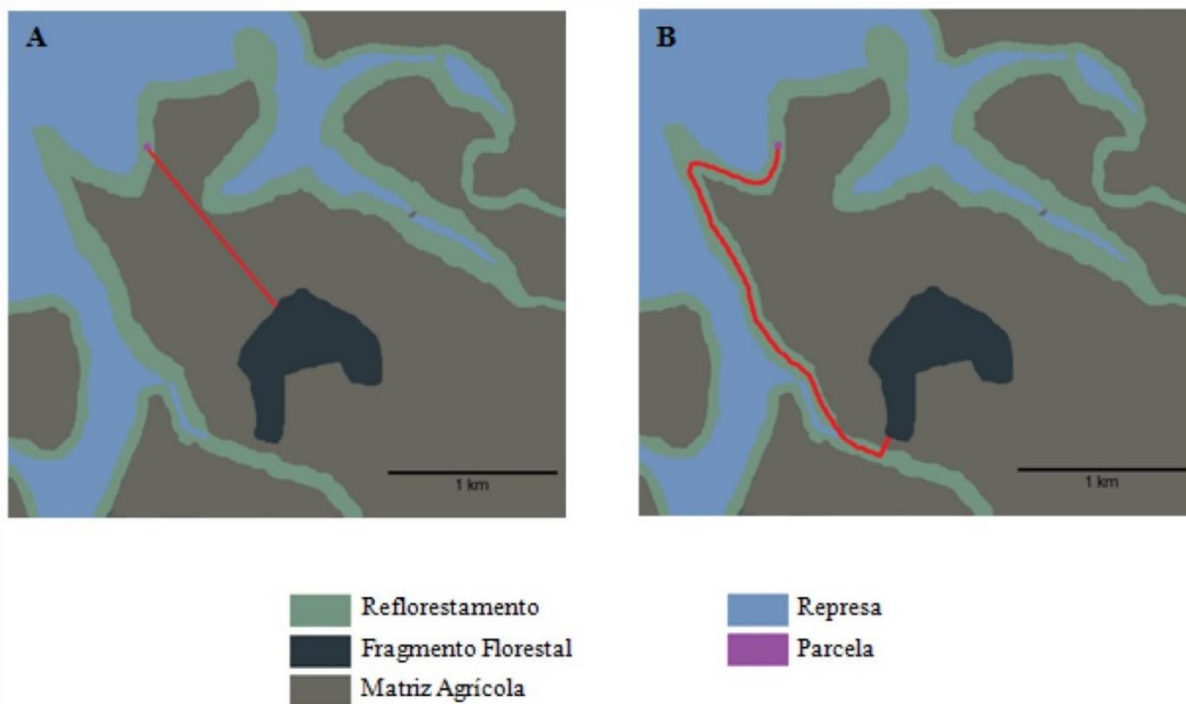 A
B
1 km
1 km
Reflorestamento
Fragmento Florestal
Matriz Agrícola
Represa
Parcela